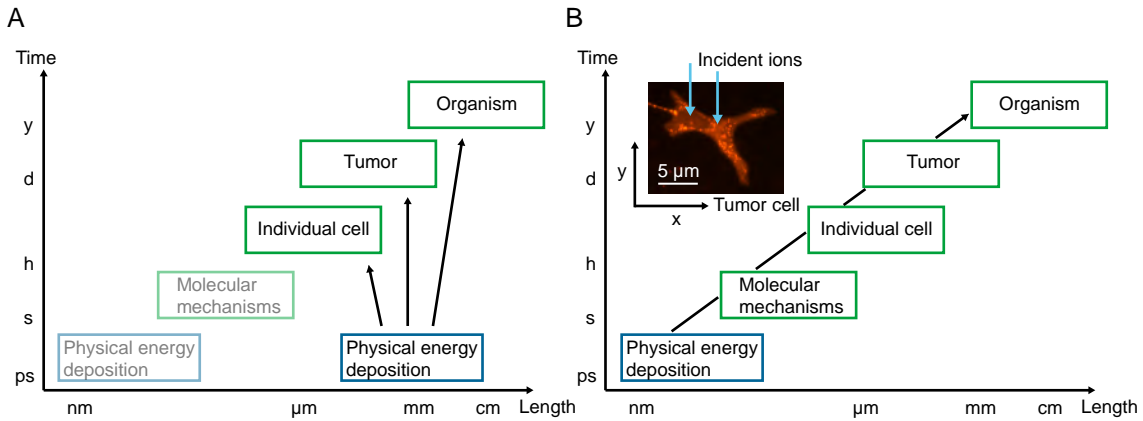 A
Time
y
d
h
s
ps
Organism
Tumor
Individual cell
Molecular
mechanisms
Physical energy
deposition
Physical energy
deposition
nm
μm
mm
cm
Length
B
Time
y
d
h
s
ps
Incident ions
5 μm
y
x
Tumor cell
Organism
Tumor
Individual cell
Molecular
mechanisms
Physical energy
deposition
nm
μm
mm
cm
Length